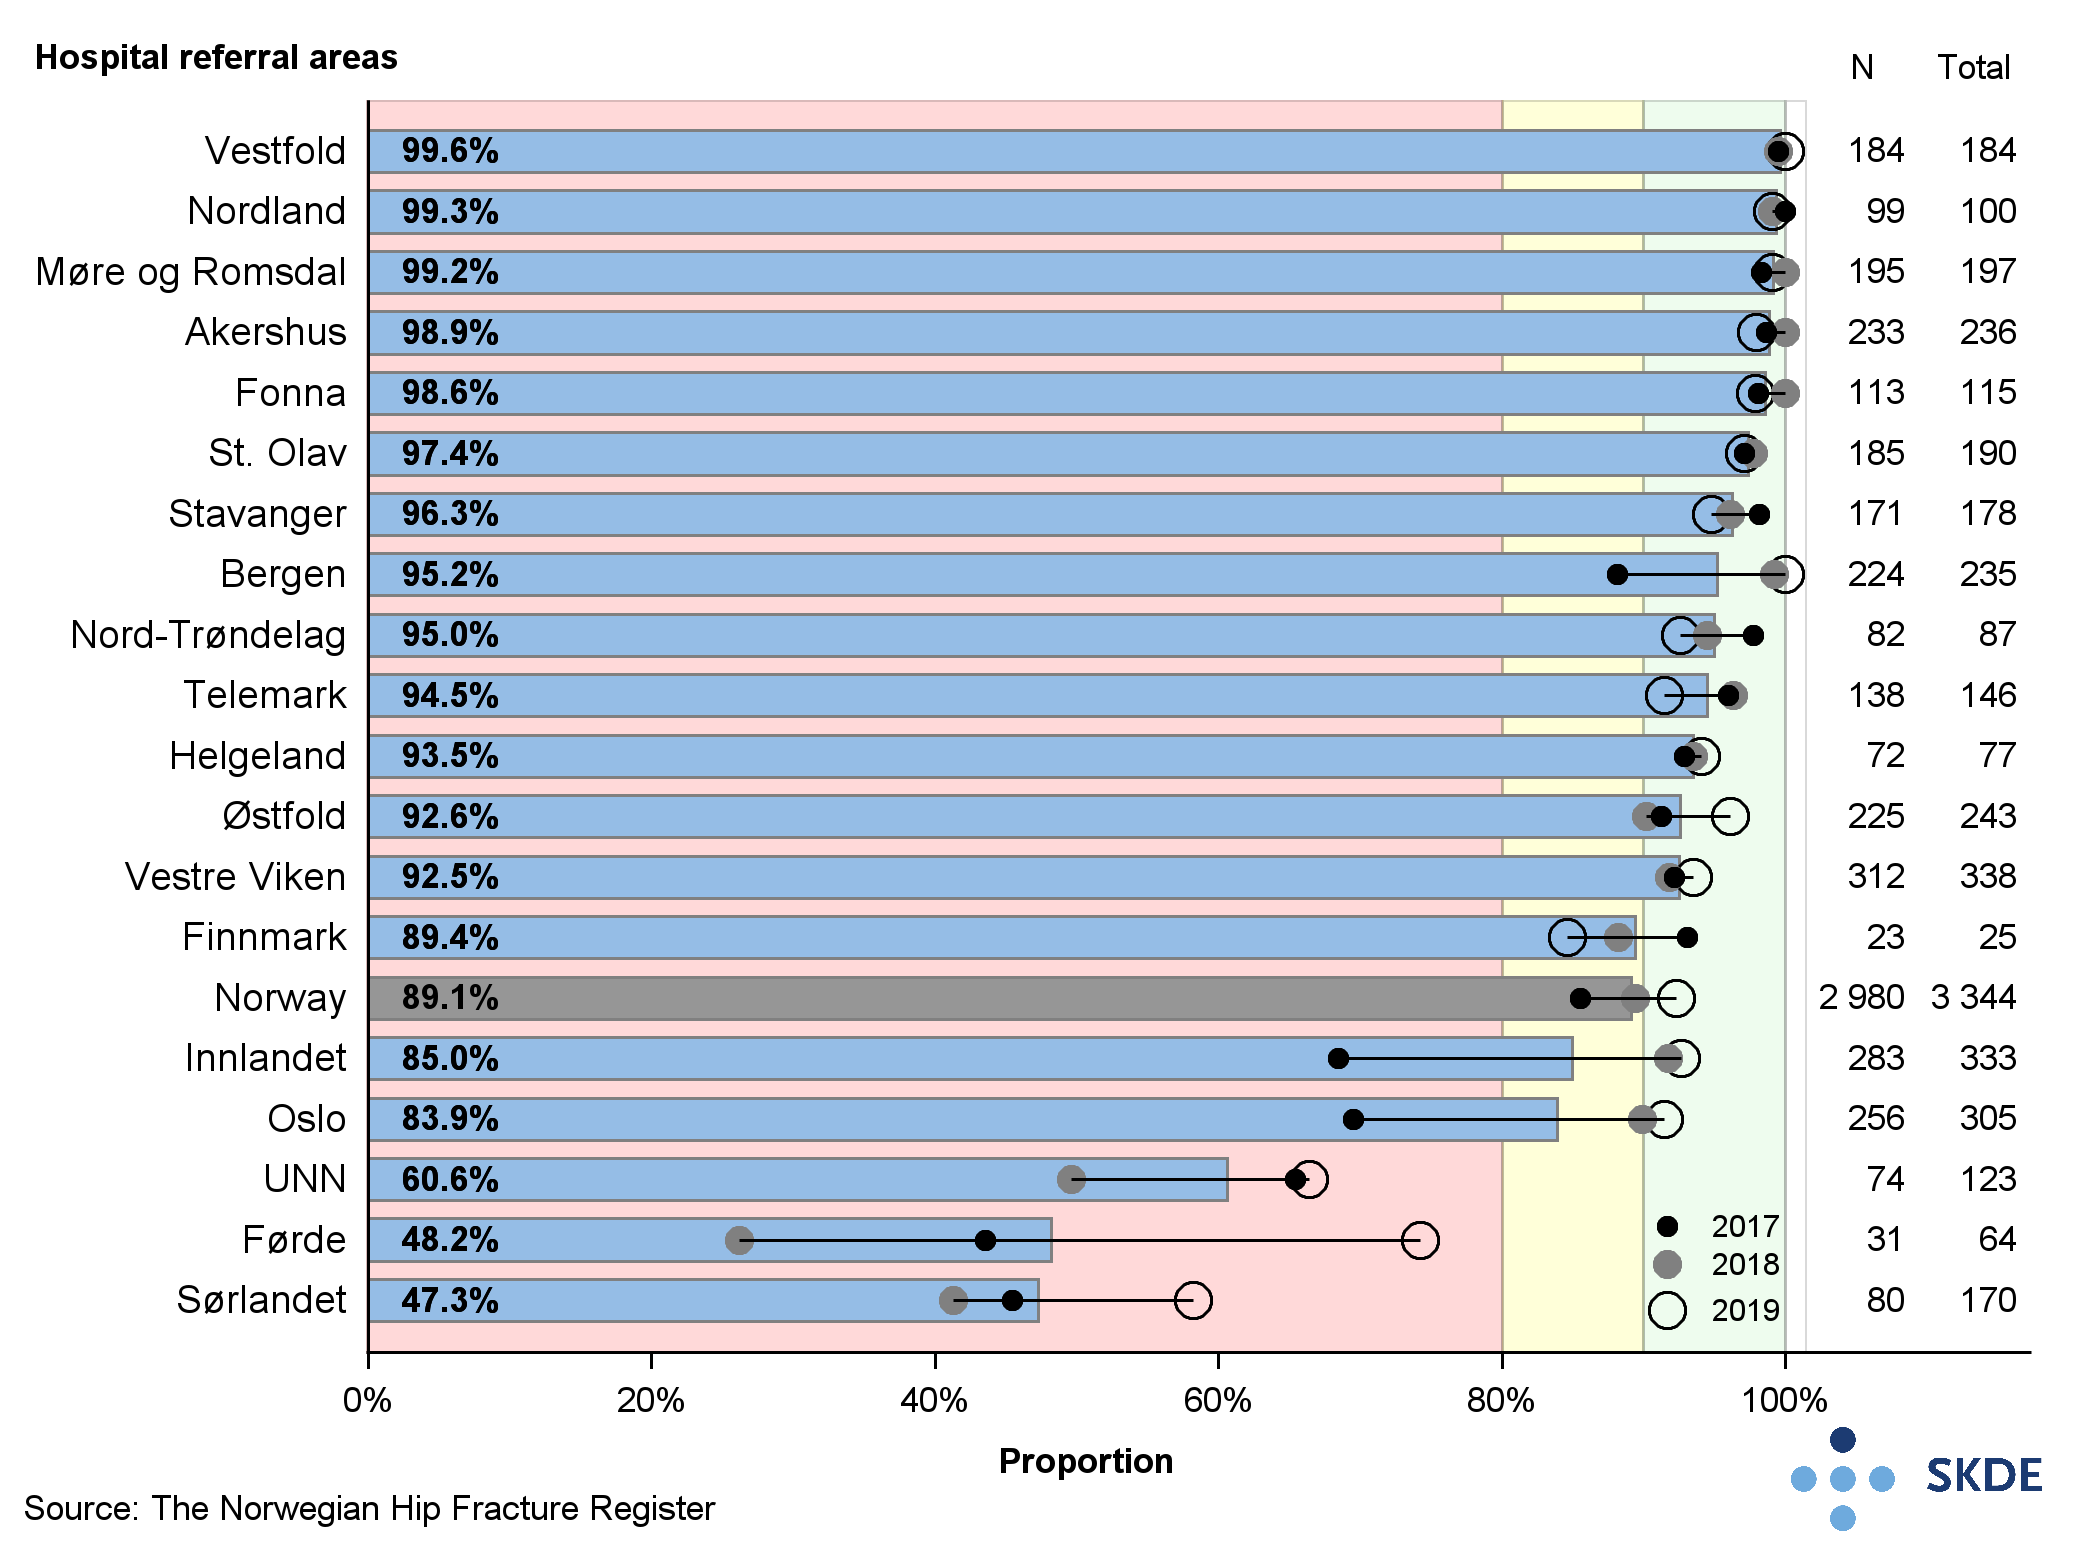 Hospital referral areas N Total
Vestfold 99.6% 184 184
Nordland 99.3% 99 100
Møre og Romsdal 99.2% 195 197
Akershus 98.9% 233 236
Fonna 98.6% 113 115
St. Olav 97.4% 185 190
Stavanger 96.3% 171 178
Bergen 95.2% 224 235
Nord-Trøndelag 95.0% 82 87
Telemark 94.5% 138 146
Helgeland 93.5% 72 77
Østfold 92.6% 225 243
Vestre Viken 92.5% 312 338
Finnmark 89.4% 23 25
Norway 89.1% 2 980 3 344
Innlandet 85.0% 283 333
Oslo 83.9% 256 305
UNN 60.6% 74 123
Førde 48.2% 31 64
Sørlandet 47.3% 80 170
2017
2018
2019
0% 20% 40% 60% 80% 100%
Proportion
Source: The Norwegian Hip Fracture Register
SKDE